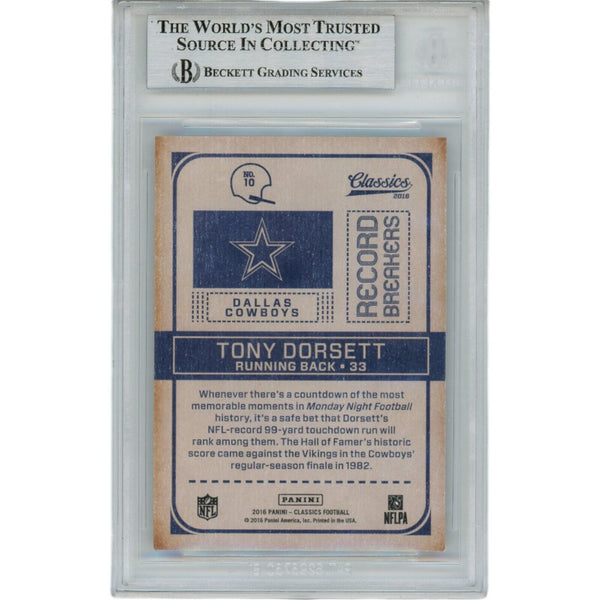 THE WORLD'S MOST TRUSTED
SOURCE IN COLLECTING™
B BECKETT GRADING SERVICES
NO.
10
Classics
2016
RECORD
BREAKERS
DALLAS
COWBOYS
TONY DORSETT
RUNNING BACK • 33
Whenever there's a countdown of the most
memorable moments in Monday Night Football
history, it's a safe bet that Dorsett's
NFL-record 99-yard touchdown run will
rank among them. The Hall of Famer's historic
score came against the Vikings in the Cowboys'
regular-season finale in 1982.
NFL
PANINI
2016 PANINI – CLASSICS FOOTBALL
© 2016 Panini America, Inc. Printed in the USA.
NFLPA